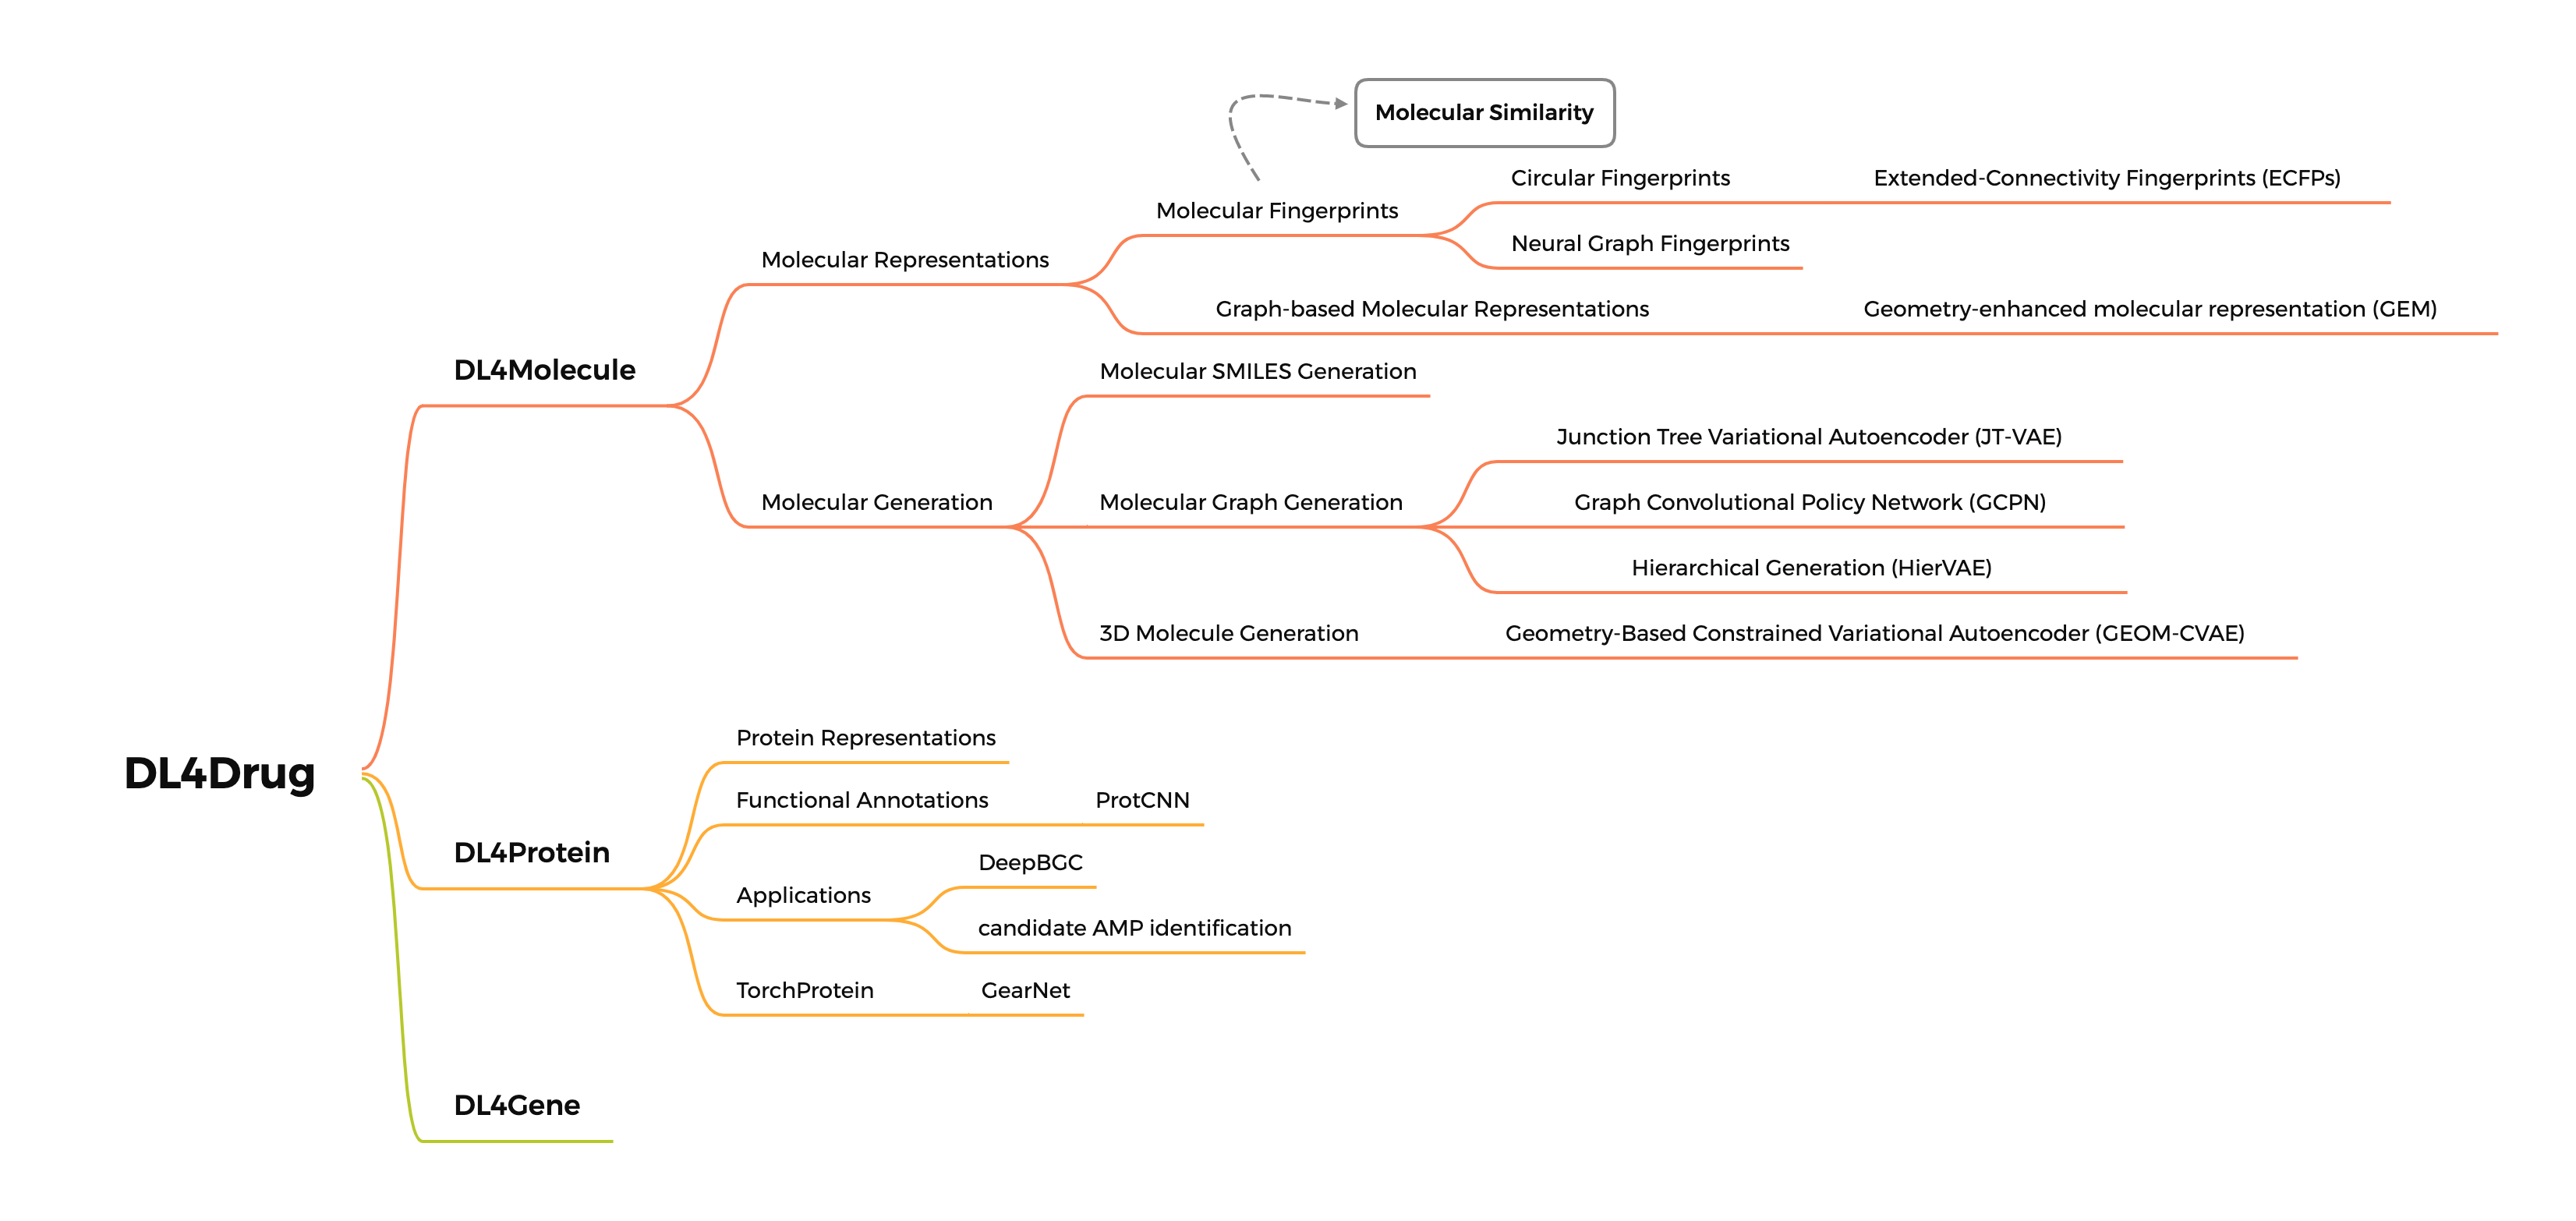 Molecular Similarity
Circular Fingerprints
Extended-Connectivity Fingerprints (ECFPs)
Molecular Fingerprints
Neural Graph Fingerprints
Molecular Representations
Graph-based Molecular Representations
Geometry-enhanced molecular representation (GEM)
DL4Molecule
Molecular SMILES Generation
Junction Tree Variational Autoencoder (JT-VAE)
Molecular Generation
Molecular Graph Generation
Graph Convolutional Policy Network (GCPN)
Hierarchical Generation (HierVAE)
3D Molecule Generation
Geometry-Based Constrained Variational Autoencoder (GEOM-CVAE)
DL4Drug
Protein Representations
Functional Annotations
ProtCNN
DL4Protein
DeepBGC
Applications
candidate AMP identification
TorchProtein
GearNet
DL4Gene